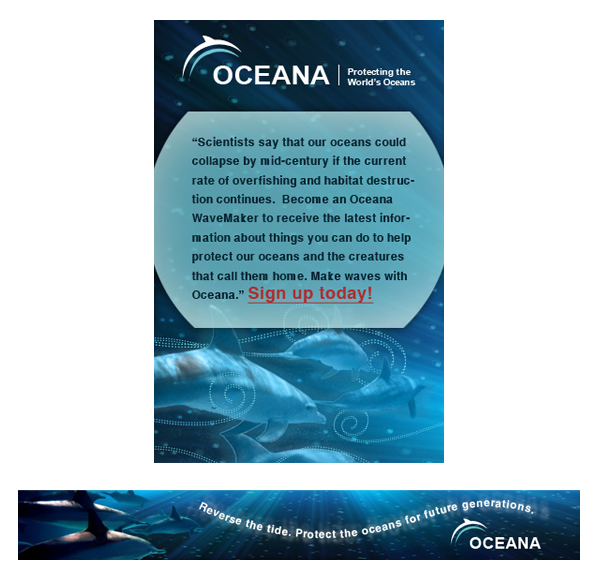 OCEANA
Protecting the
World's Oceans
“Scientists say that our oceans could
collapse by mid-century if the current
rate of overfishing and habitat destruc-
tion continues.  Become an Oceana
WaveMaker to receive the latest infor-
mation about things you can do to help
protect our oceans and the creatures
that call them home. Make waves with
Oceana.” Sign up today!
Reverse the tide. Protect the oceans for future generations.
OCEANA